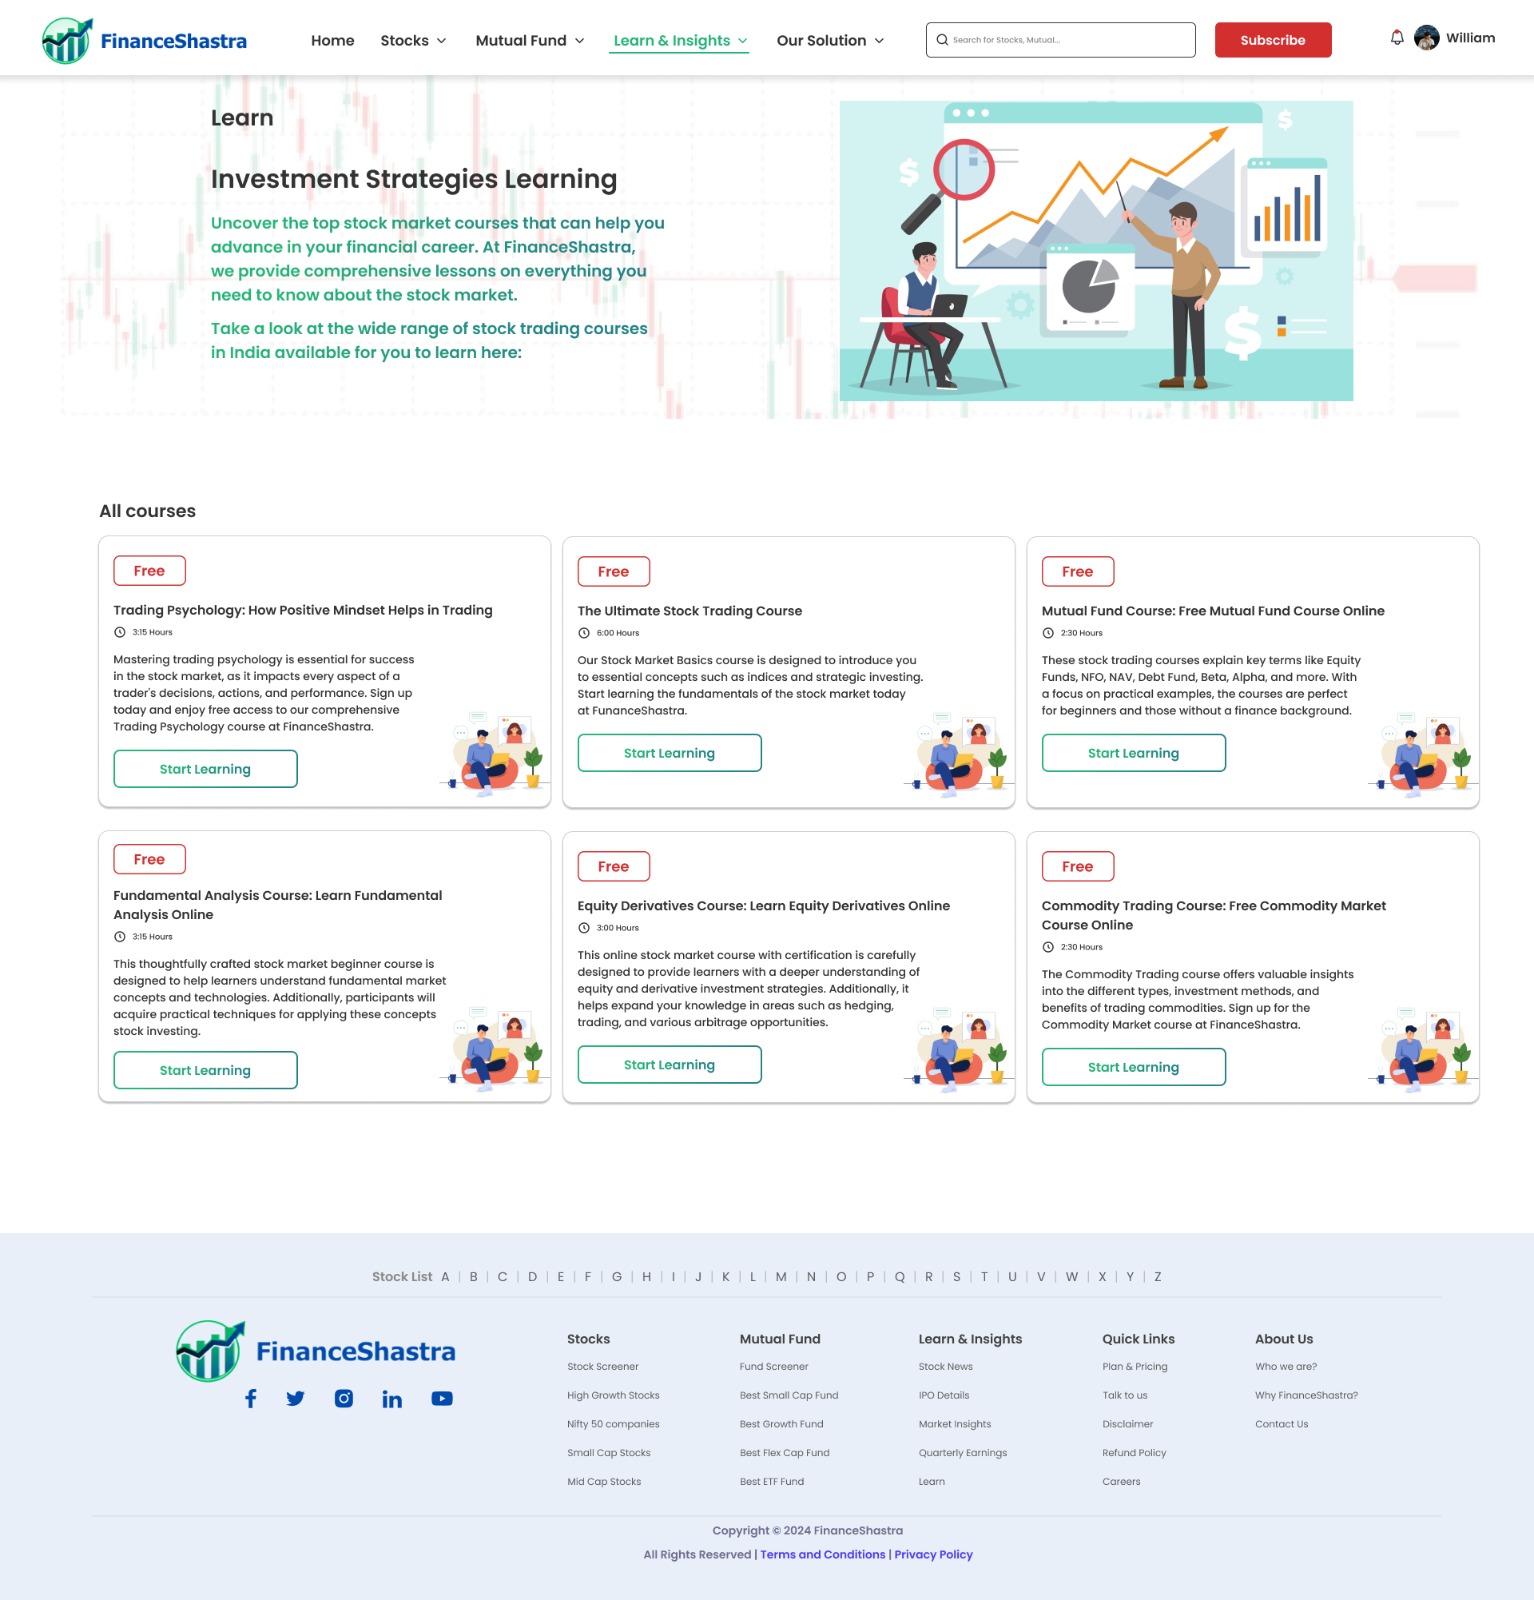 FinanceShastra
Home
Stocks
Mutual Fund
Learn & Insights
Our Solution
Search for Stocks, Mutual...
Subscribe
William
Learn
Investment Strategies Learning
Uncover the top stock market courses that can help you
advance in your financial career. At FinanceShastra,
we provide comprehensive lessons on everything you
need to know about the stock market.
Take a look at the wide range of stock trading courses
in India available for you to learn here:
All courses
Free
Trading Psychology: How Positive Mindset Helps in Trading
3:15 Hours
Mastering trading psychology is essential for success
in the stock market, as it impacts every aspect of a
trader's decisions, actions, and performance. Sign up
today and enjoy free access to our comprehensive
Trading Psychology course at FinanceShastra.
Start Learning
Free
The Ultimate Stock Trading Course
6:00 Hours
Our Stock Market Basics course is designed to introduce you
to essential concepts such as indices and strategic investing.
Start learning the fundamentals of the stock market today
at FunanceShastra.
Start Learning
Free
Mutual Fund Course: Free Mutual Fund Course Online
2:30 Hours
These stock trading courses explain key terms like Equity
Funds, NFO, NAV, Debt Fund, Beta, Alpha, and more. With
a focus on practical examples, the courses are perfect
for beginners and those without a finance background.
Start Learning
Free
Fundamental Analysis Course: Learn Fundamental
Analysis Online
3:15 Hours
This thoughtfully crafted stock market beginner course is
designed to help learners understand fundamental market
concepts and technologies. Additionally, participants will
acquire practical techniques for applying these concepts
stock investing.
Start Learning
Free
Equity Derivatives Course: Learn Equity Derivatives Online
3:00 Hours
This online stock market course with certification is carefully
designed to provide learners with a deeper understanding of
equity and derivative investment strategies. Additionally, it
helps expand your knowledge in areas such as hedging,
trading, and various arbitrage opportunities.
Start Learning
Free
Commodity Trading Course: Free Commodity Market
Course Online
2:30 Hours
The Commodity Trading course offers valuable insights
into the different types, investment methods, and
benefits of trading commodities. Sign up for the
Commodity Market course at FinanceShastra.
Start Learning
Stock List A | B | C | D | E | F | G | H | I | J | K | L | M | N | O | P | Q | R | S | T | U | V | W | X | Y | Z
FinanceShastra
Stocks
Stock Screener
High Growth Stocks
Nifty 50 companies
Small Cap Stocks
Mid Cap Stocks
Mutual Fund
Fund Screener
Best Small Cap Fund
Best Growth Fund
Best Flex Cap Fund
Best ETF Fund
Learn & Insights
Stock News
IPO Details
Market Insights
Quarterly Earnings
Learn
Quick Links
Plan & Pricing
Talk to us
Disclaimer
Refund Policy
Careers
About Us
Who we are?
Why FinanceShastra?
Contact Us
Copyright © 2024 FinanceShastra
All Rights Reserved | Terms and Conditions | Privacy Policy